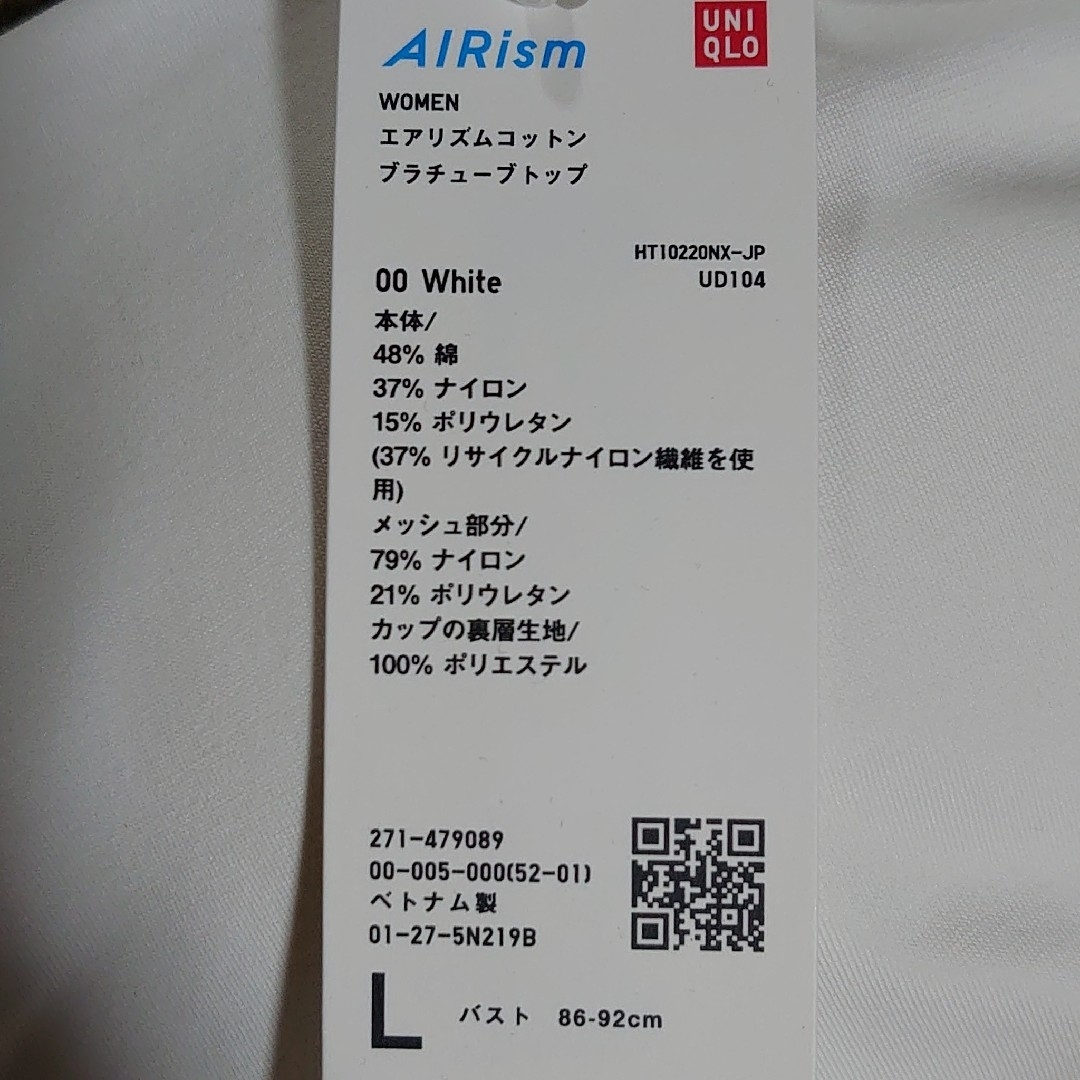 AIRism
UNI
QLO
WOMEN
エアリズムコットン
ブラチューブトップ
HT10220NX-JP
UD104
00 White
本体/
48% 綿
37% ナイロン
15% ポリウレタン
(37% リサイクルナイロン繊維を使
用)
メッシュ部分/
79% ナイロン
21% ポリウレタン
カップの裏層生地/
100% ポリエステル
271-479089
00-005-000(52-01)
ベトナム製
01-27-5N219B
L バスト 86-92cm